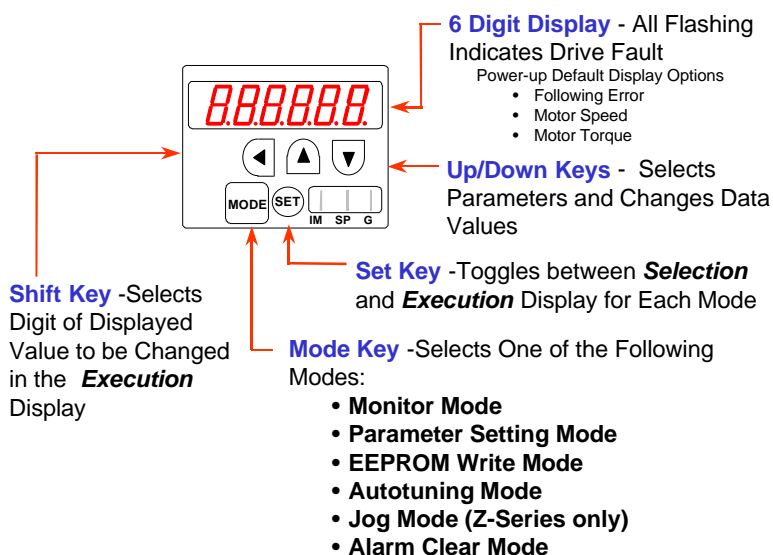 6 Digit Display - All Flashing
Indicates Drive Fault
Power-up Default Display Options
• Following Error
• Motor Speed
• Motor Torque
8.8.8.8.8.8.
MODE
SET
IM SP G
Up/Down Keys - Selects
Parameters and Changes Data
Values
Set Key -Toggles between Selection
and Execution Display for Each Mode
Shift Key -Selects
Digit of Displayed
Value to be Changed
in the Execution
Display
Mode Key -Selects One of the Following
Modes:
• Monitor Mode
• Parameter Setting Mode
• EEPROM Write Mode
• Autotuning Mode
• Jog Mode (Z-Series only)
• Alarm Clear Mode